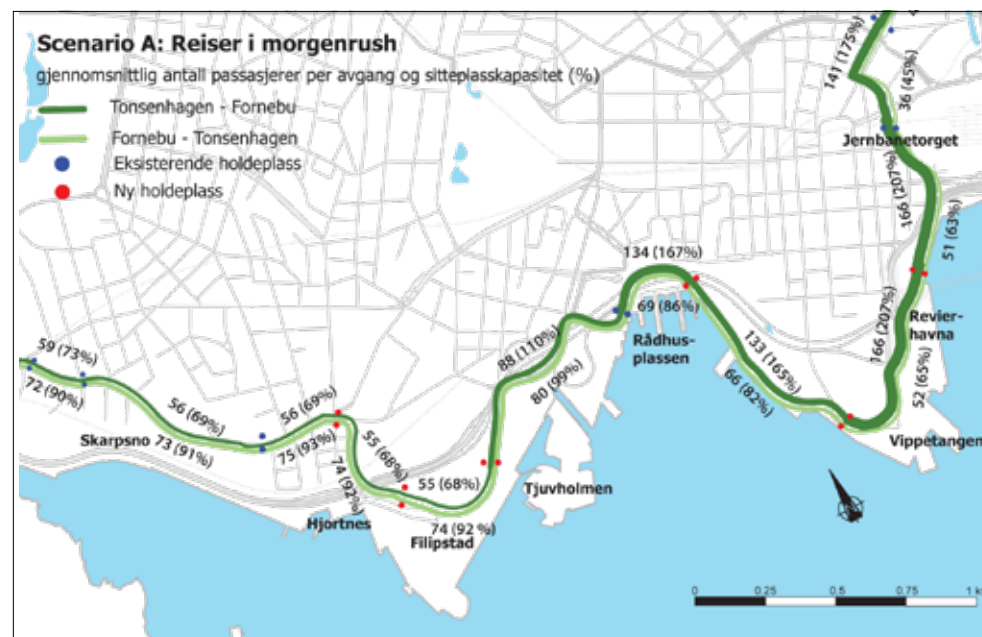 Scenario A: Reiser i morgenrush
gjennomsnittlig antall passasjerer per avgang og sitteplasskapasitet (%)
Tonsenhagen - Fornebu
Fornebu - Tonsenhagen
Eksisterende holdeplass
Ny holdeplass
141 (175%)
36 (45%)
Jernbanetorget
166 (207%)
51 (63%)
134 (167%)
69 (86%)
Rådhus-
plassen
Revier-
havna
166 (207%)
52 (65%)
133 (165%)
66 (82%)
Vippetangen
88 (110%)
80 (99%)
59 (73%)
72 (90%)
56 (69%)
Skarpsno
73 (91%)
56 (69%)
75 (93%)
55 (68%)
74 (92%)
55 (68%)
74 (92 %)
Hjortnes
Filipstad
Tjuvholmen
0
0.25
0.5
0.75